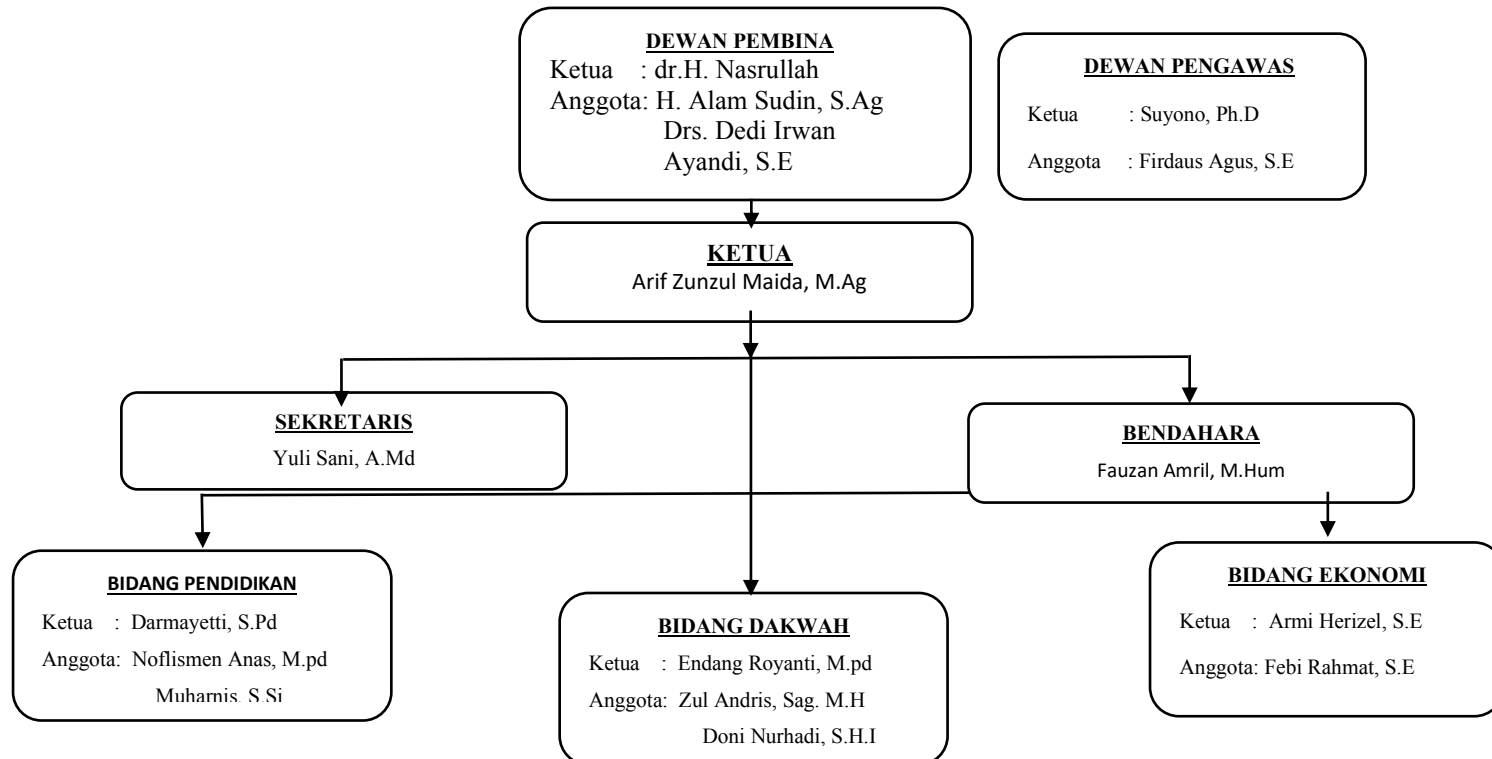 DEWAN PEMBINA
Ketua : dr.H. Nasrullah
Anggota: H. Alam Sudin, S.Ag
Drs. Dedi Irwan
Ayandi, S.E
DEWAN PENGAWAS
Ketua : Suyono, Ph.D
Anggota : Firdaus Agus, S.E
KETUA
Arif Zunzul Maida, M.Ag
SEKRETARIS
Yuli Sani, A.Md
BENDAHARA
Fauzan Amril, M.Hum
BIDANG PENDIDIKAN
Ketua : Darmayetti, S.Pd
Anggota: Noflismen Anas, M.pd
Muharnis, S.Si
BIDANG DAKWAH
Ketua : Endang Royanti, M.pd
Anggota: Zul Andris, Sag. M.H
Doni Nurhadi, S.H.I
BIDANG EKONOMI
Ketua : Armi Herizel, S.E
Anggota: Febi Rahmat, S.E